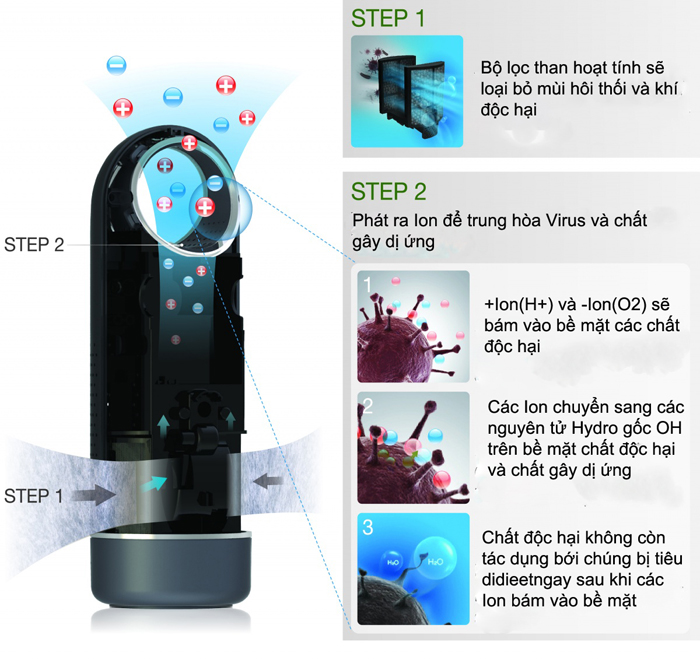 STEP 1
Bộ lọc than hoạt tính sẽ
loại bỏ mùi hôi thối và khí
độc hại
STEP 2
Phát ra Ion để trung hòa Virus và chất
gây dị ứng
1
+Ion(H+) và -Ion(O2) sẽ
bám vào bề mặt các chất
độc hại
2
Các Ion chuyển sang các
nguyên tử Hydro gốc OH
trên bề mặt chất độc hại
và chất gây dị ứng
3
H₂O
H₂O
Chất độc hại không còn
tác dụng bới chúng bị tiêu
didieetngay sau khi các
Ion bám vào bề mặt
STEP 2
STEP 1